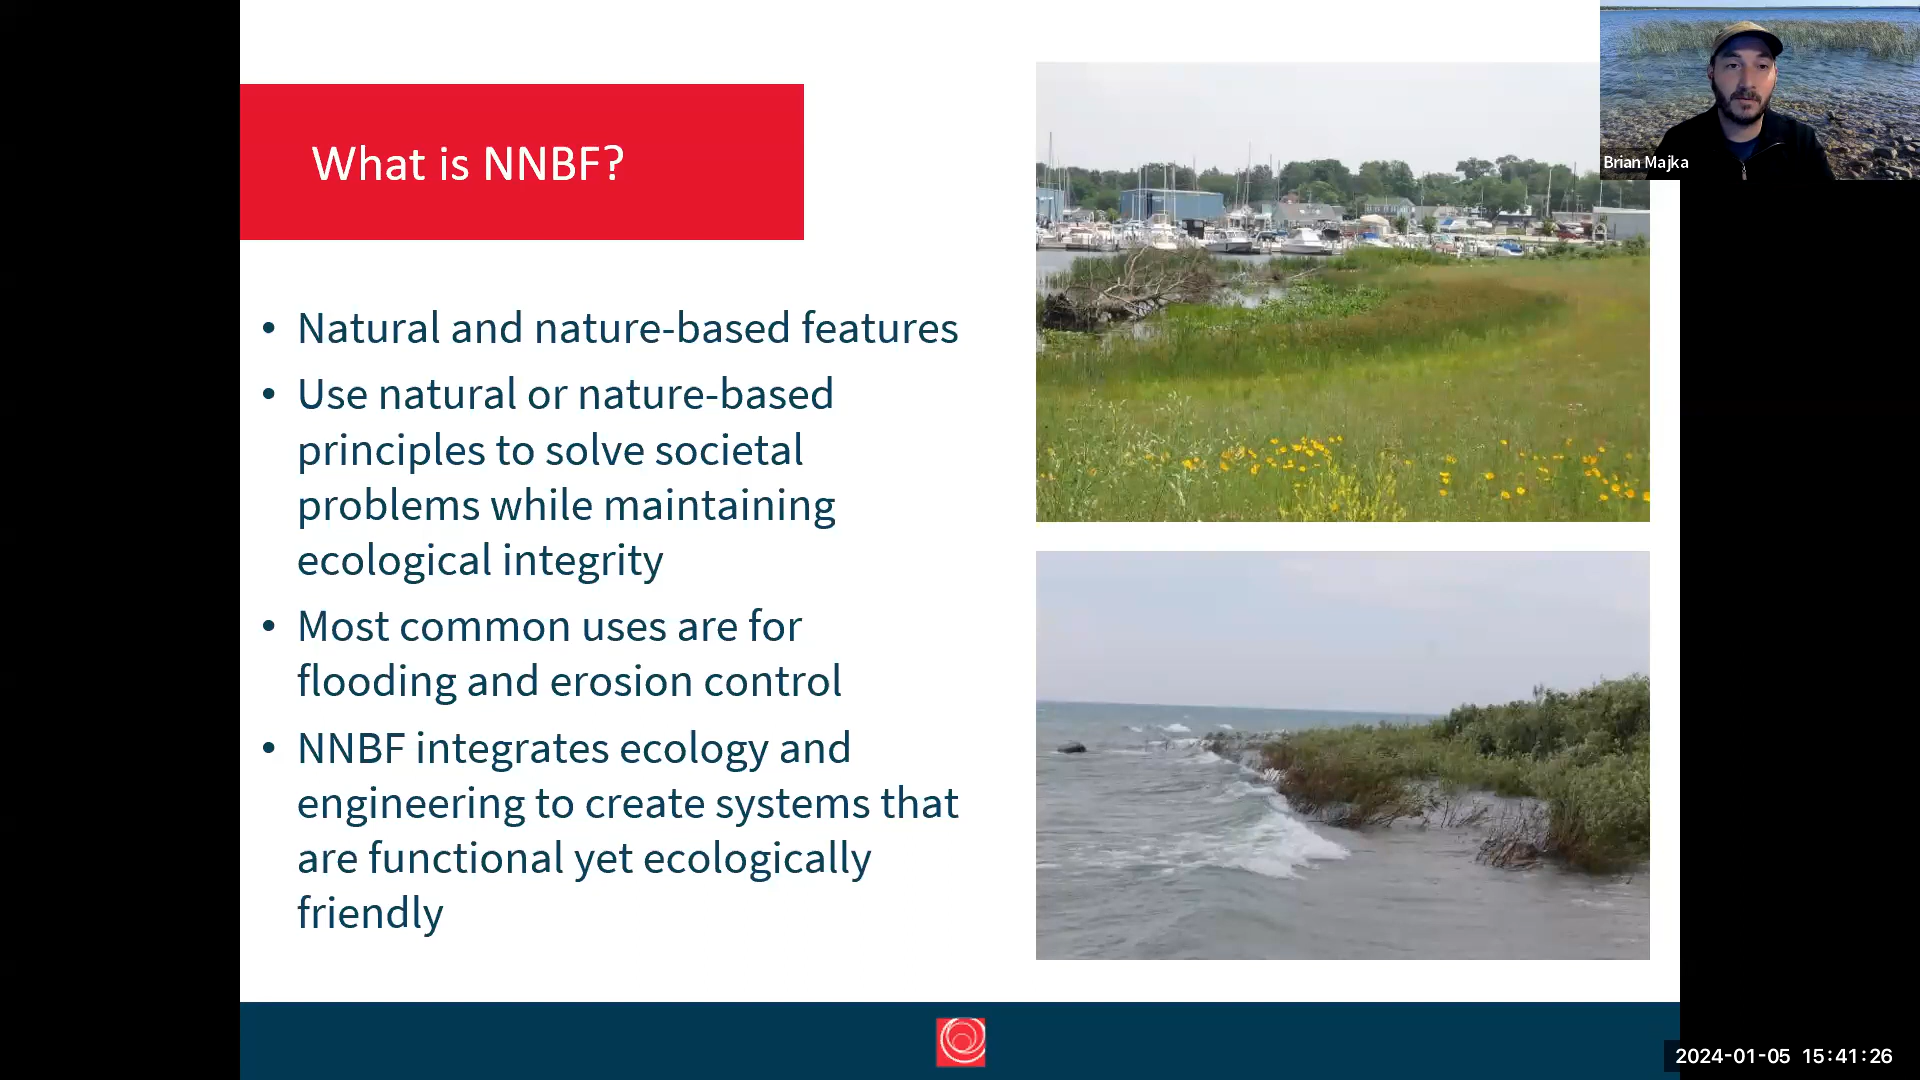 What is NNBF?
• Natural and nature-based features
• Use natural or nature-based
principles to solve societal
problems while maintaining
ecological integrity
• Most common uses are for
flooding and erosion control
• NNBF integrates ecology and
engineering to create systems that
are functional yet ecologically
friendly
Brian Majka
2024-01-05 15:41:26